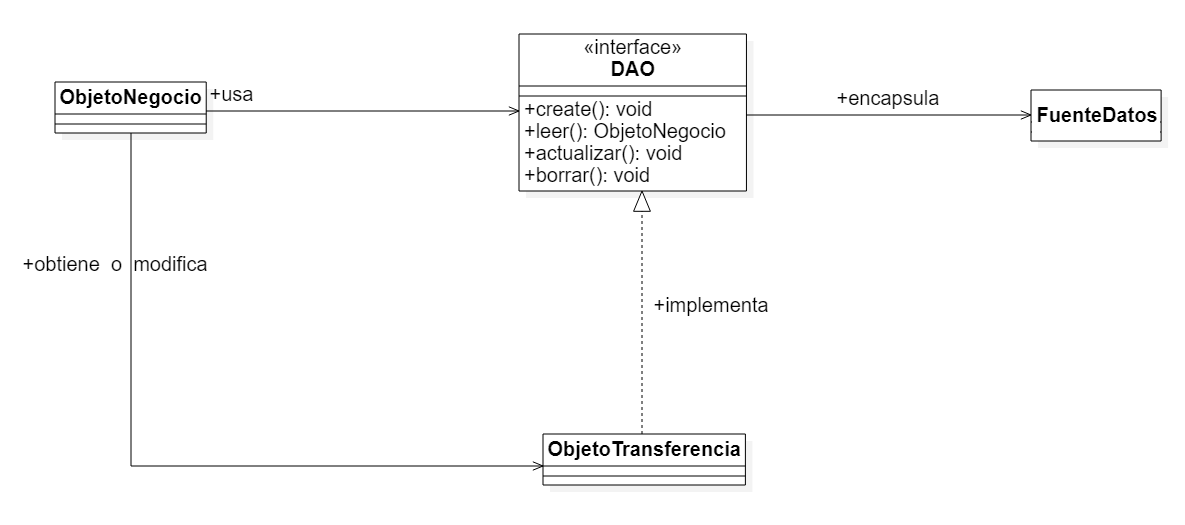 «interface»
DAO
ObjetoNegocio
+usa
+create(): void
+leer(): ObjetoNegocio
+actualizar(): void
+borrar(): void
+encapsula
FuenteDatos
+obtiene o modifica
+implementa
ObjetoTransferencia